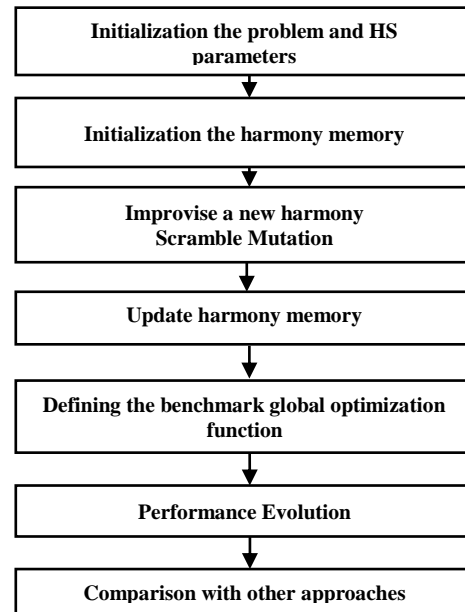 Initialization the problem and HS
parameters
Initialization the harmony memory
Improvise a new harmony
Scramble Mutation
Update harmony memory
Defining the benchmark global optimization
function
Performance Evolution
Comparison with other approaches